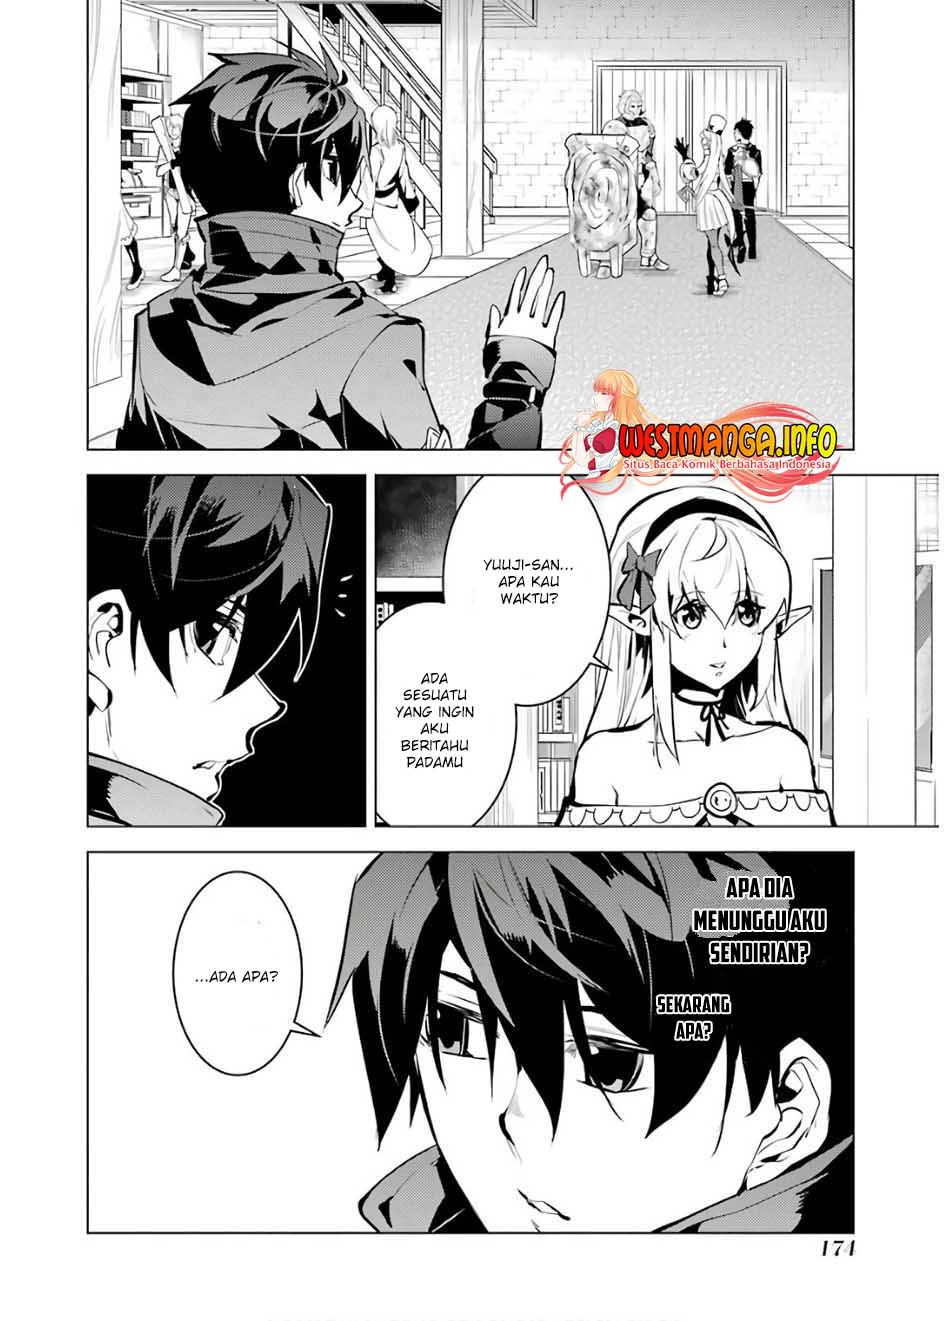 WESTMANGA.INFO
Situs Baca Komik Berbahasa Indonesia
YUUJI-SAN...
APA KAU
WAKTU?
ADA
SESUATU
YANG INGIN
AKU
BERITAHU
PADAMU
APA DIA
MENUNGGU AKU
SENDIRIAN?
SEKARANG
APA?
...ADA APA?
174